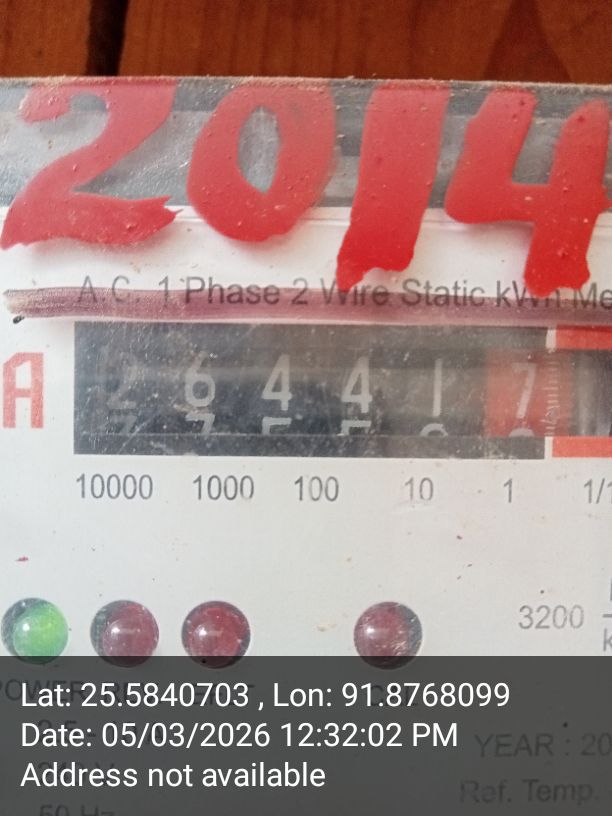 2014
A.C. 1 Phase 2 Wire Static kWh Me
A
2 6 4 4 1 7
10000 1000 100 10 1 1/1
3200
Lat: 25.5840703 , Lon: 91.8768099
Date: 05/03/2026 12:32:02 PM
YEAR : 20
Address not available
Ref. Temp.
50 Hz